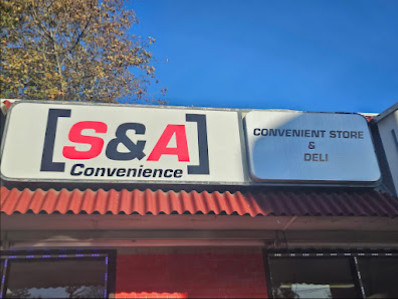 [S&A]
Convenience
CONVENIENT STORE
&
DELI